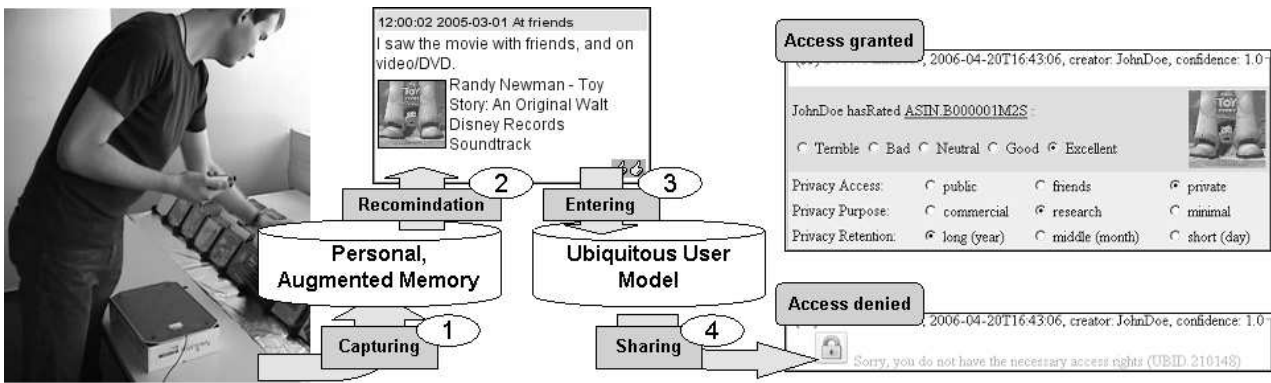 12:00:02 2005-03-01 At friends
I saw the movie with friends, and on
video/DVD.
Randy Newman - Toy
Story: An Original Walt
Disney Records
Soundtrack
2
Recomindation
3
Entering
Personal,
Augmented Memory
Ubiquitous User
Model
1
Capturing
4
Sharing
Access granted
, 2006-04-20T16:43:06, creator: JohnDoe, confidence: 1.0
JohnDoe hasRated ASIN.B000001M2S :
Terrible Bad Neutral Good Excellent
TOY
Privacy Access: public friends private
Privacy Purpose: commercial research minimal
Privacy Retention: long (year) middle (month) short (day)
Access denied
, 2006-04-20T16:43:06, creator: JohnDoe, confidence: 1.0
Sorry, you do not have the necessary access rights (UBID.210148)